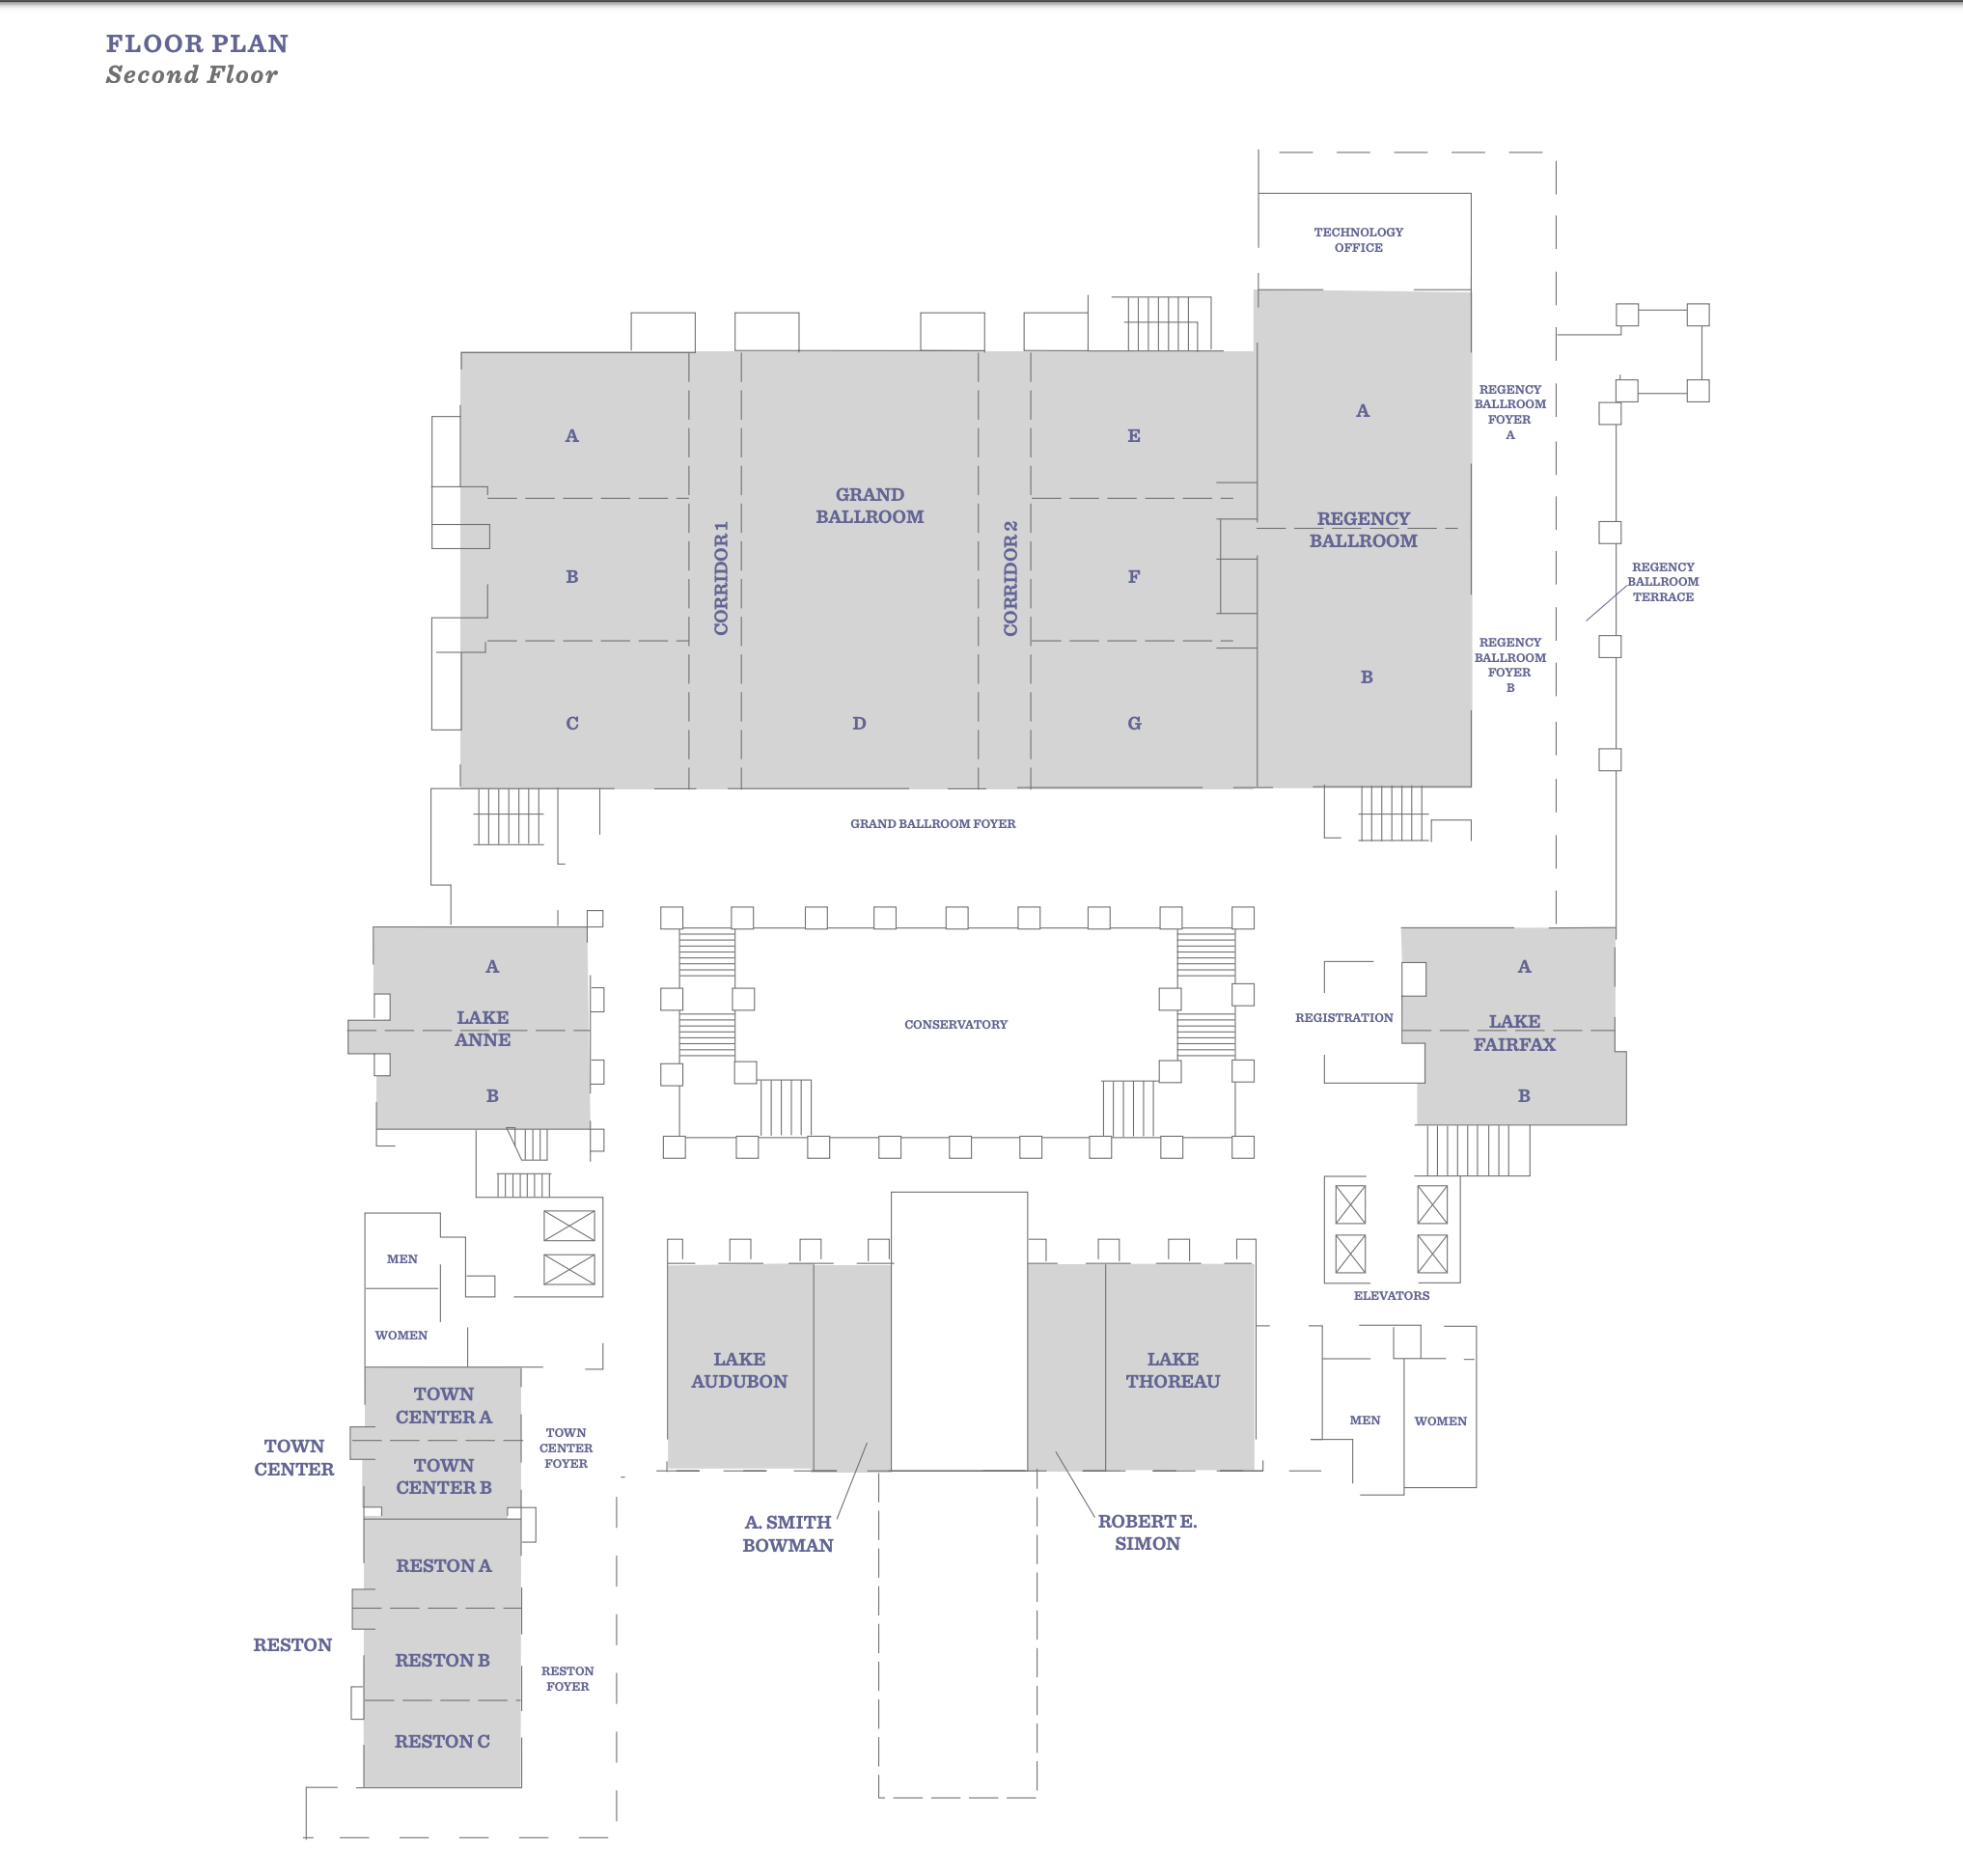 FLOOR PLAN
Second Floor
TECHNOLOGY
OFFICE
A
GRAND
BALLROOM
E
A
REGENCY
BALLROOM
FOYER
A
B
CORRIDOR 1
CORRIDOR 2
F
REGENCY
BALLROOM
REGENCY
BALLROOM
TERRACE
C
D
G
B
REGENCY
BALLROOM
FOYER
B
GRAND BALLROOM FOYER
A
LAKE
ANNE
B
CONSERVATORY
REGISTRATION
A
LAKE
FAIRFAX
B
MEN
WOMEN
ELEVATORS
LAKE
AUDUBON
LAKE
THOREAU
MEN
WOMEN
TOWN
CENTER
TOWN
CENTER A
TOWN
CENTER B
TOWN
CENTER
FOYER
A. SMITH
BOWMAN
ROBERT E.
SIMON
RESTON
RESTON A
RESTON B
RESTON C
RESTON
FOYER